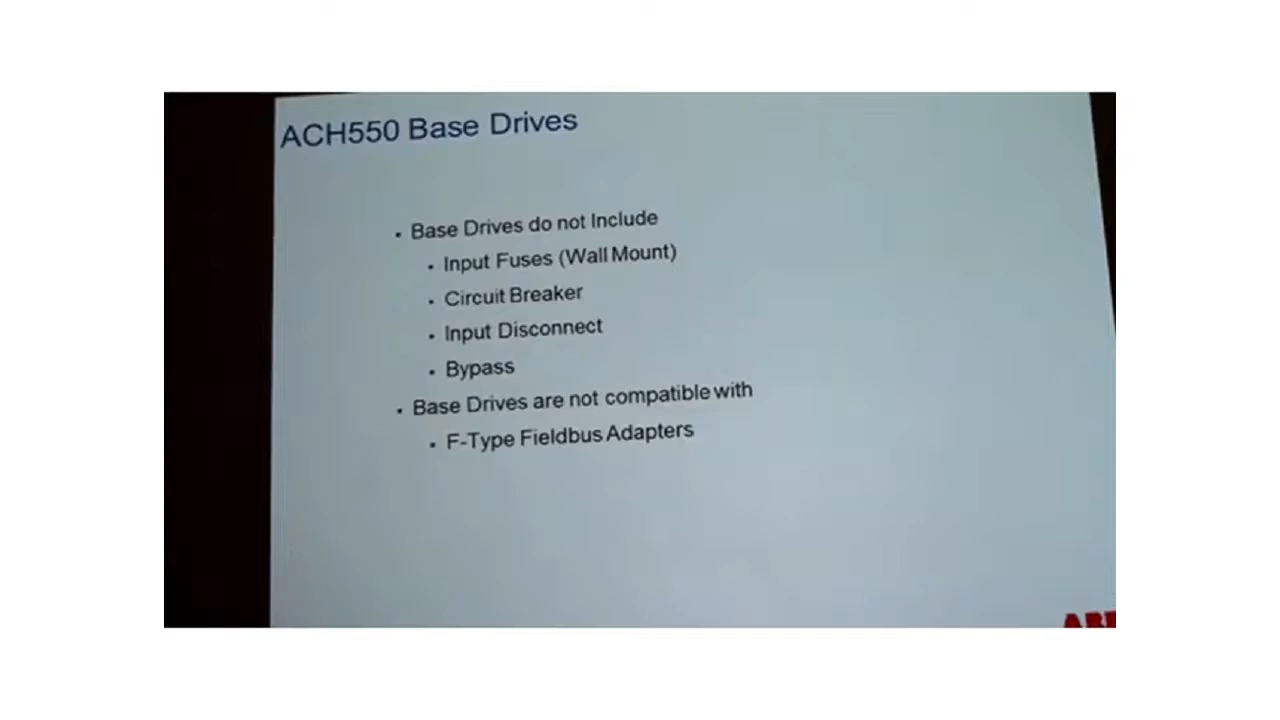 ACH550 Base Drives
▪ Base Drives do not Include
▪ Input Fuses (Wall Mount)
▪ Circuit Breaker
▪ Input Disconnect
▪ Bypass
▪ Base Drives are not compatible with
▪ F-Type Fieldbus Adapters